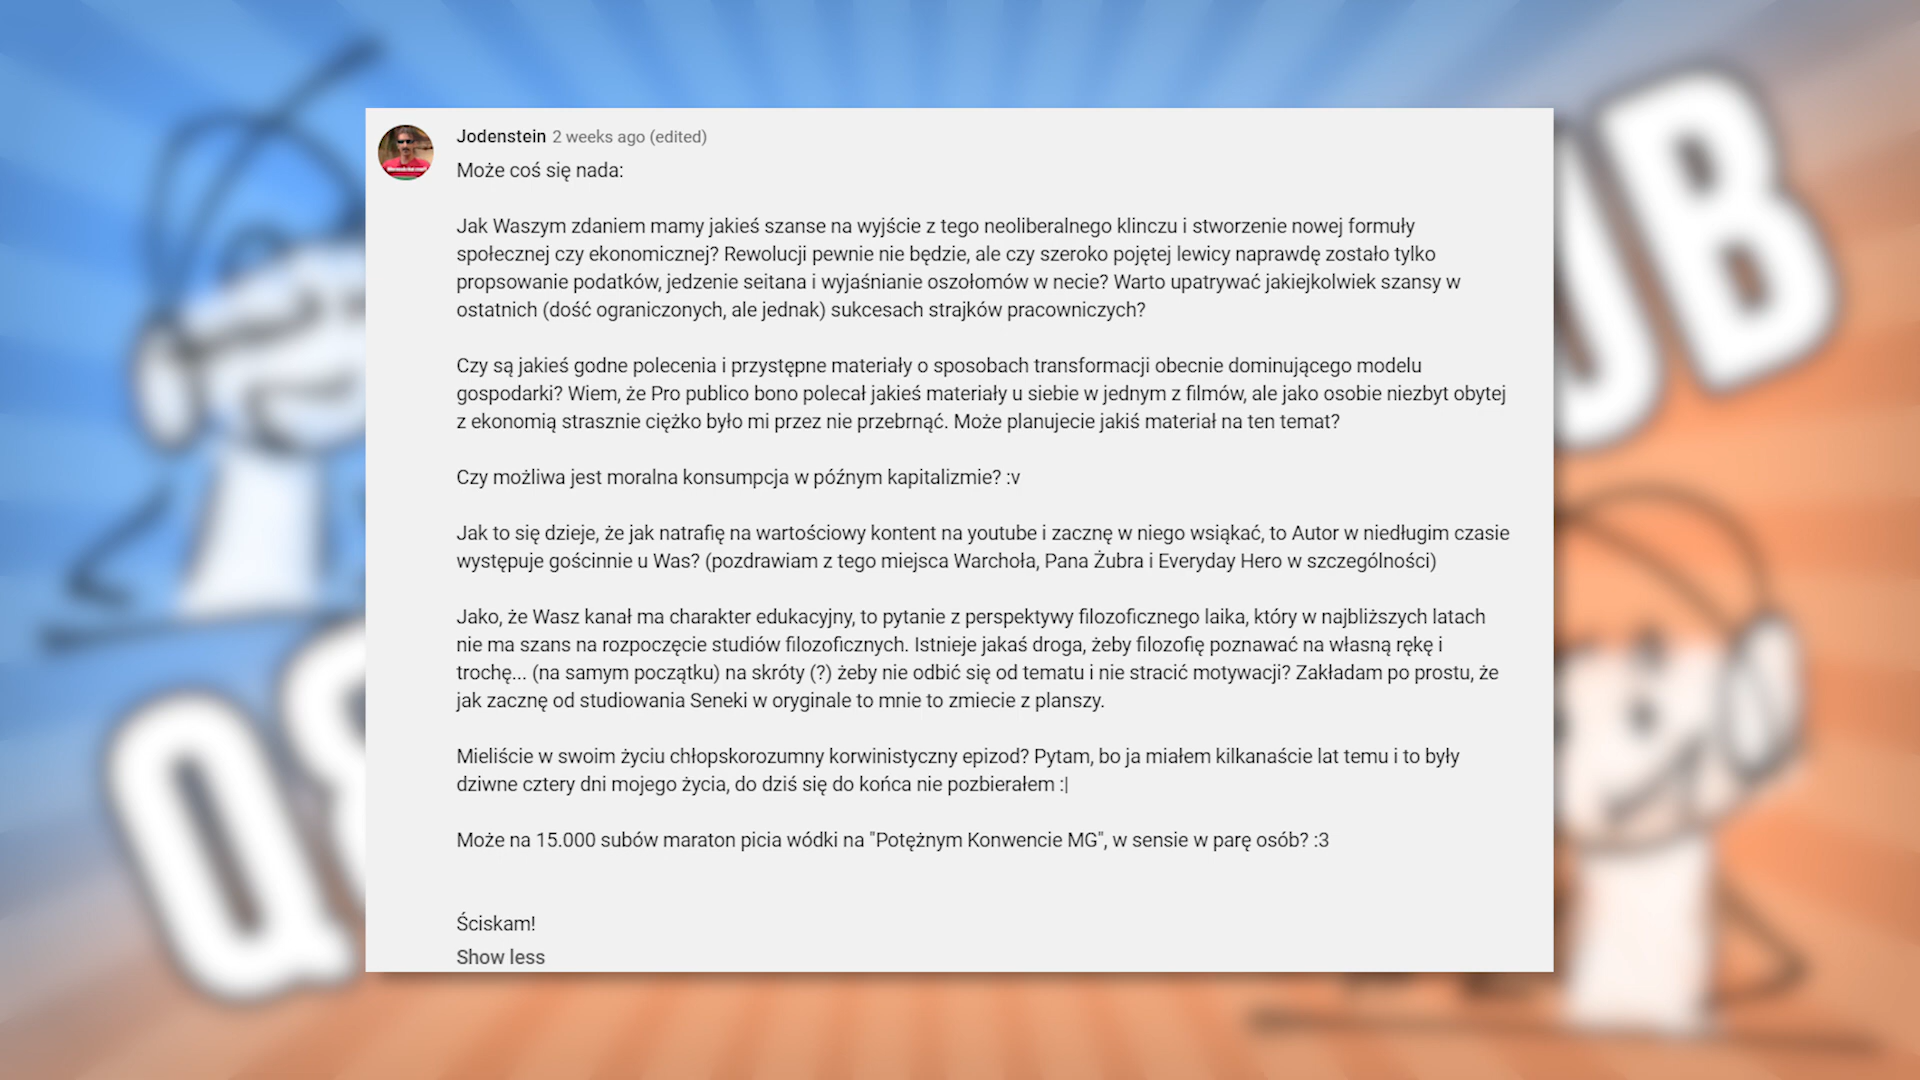 Jodenstein 2 weeks ago (edited)
Może coś się nada:
Jak Waszym zdaniem mamy jakieś szanse na wyjście z tego neoliberalnego klinczu i stworzenie nowej formuły
społecznej czy ekonomicznej? Rewolucji pewnie nie będzie, ale czy szeroko pojętej lewicy naprawdę zostało tylko
propsowanie podatków, jedzenie seitana i wyjaśnianie oszołomów w necie? Warto upatrywać jakiejkolwiek szansy w
ostatnich (dość ograniczonych, ale jednak) sukcesach strajków pracowniczych?
Czy są jakieś godne polecenia i przystępne materiały o sposobach transformacji obecnie dominującego modelu
gospodarki? Wiem, że Pro publico bono polecał jakieś materiały u siebie w jednym z filmów, ale jako osobie niezbyt obytej
z ekonomią strasznie ciężko było mi przez nie przebrnąć. Może planujecie jakiś materiał na ten temat?
Czy możliwa jest moralna konsumpcja w późnym kapitalizmie? :v
Jak to się dzieje, że jak natrafię na wartościowy kontent na youtube i zacznę w niego wsiąkać, to Autor w niedługim czasie
występuje gościnnie u Was? (pozdrawiam z tego miejsca Warchoła, Pana Żubra i Everyday Hero w szczególności)
Jako, że Wasz kanał ma charakter edukacyjny, to pytanie z perspektywy filozoficznego laika, który w najbliższych latach
nie ma szans na rozpoczęcie studiów filozoficznych. Istnieje jakaś droga, żeby filozofię poznawać na własną rękę i
trochę... (na samym początku) na skróty (?) żeby nie odbić się od tematu i nie stracić motywacji? Zakładam po prostu, że
jak zacznę od studiowania Seneki w oryginale to mnie to zmiecie z planszy.
Mieliście w swoim życiu chłopskorozumny korwinistyczny epizod? Pytam, bo ja miałem kilkanaście lat temu i to były
dziwne cztery dni mojego życia, do dziś się do końca nie pozbierałem :|
Może na 15.000 subów maraton picia wódki na "Potężnym Konwencie MG", w sensie w parę osób? :3
Ściskam!
Show less